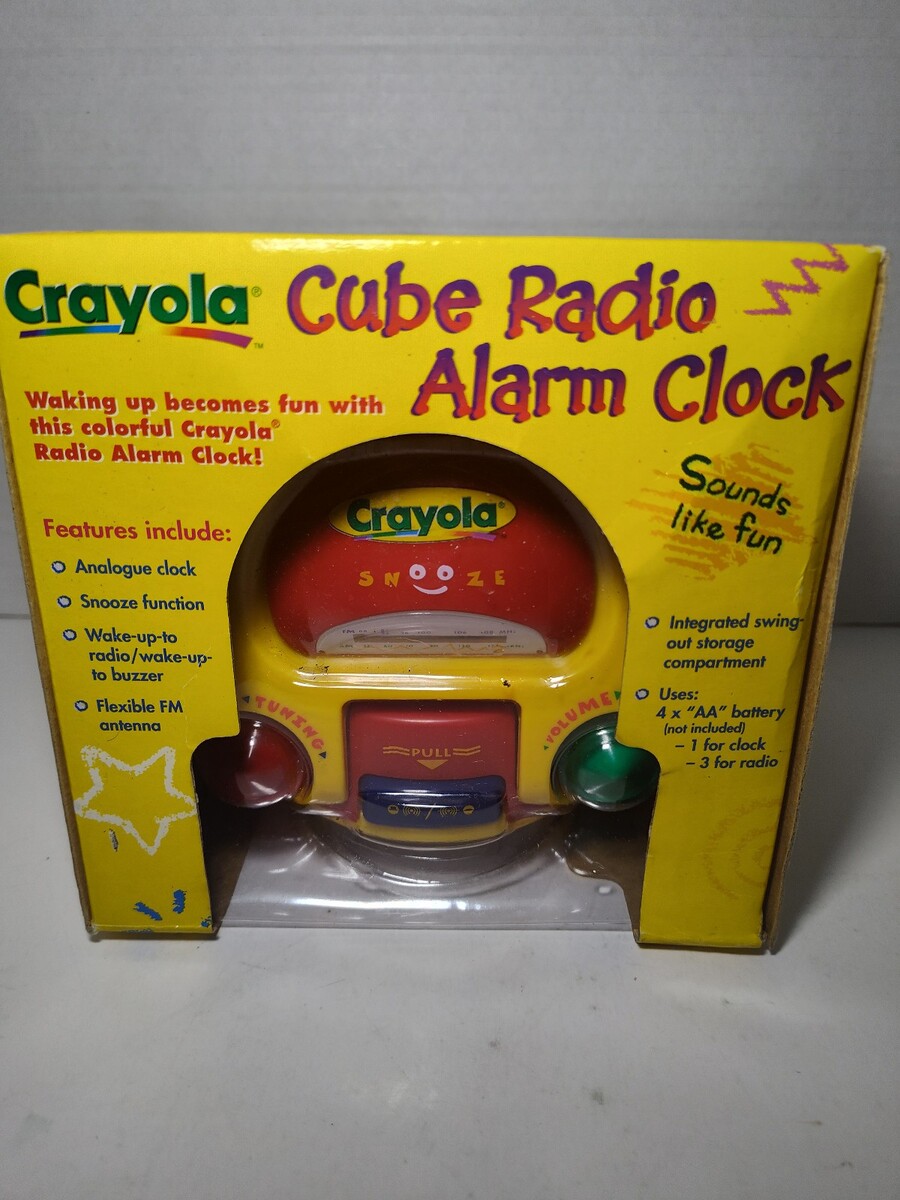 Crayola®
™
Cube Radio
Alarm Clock
Waking up becomes fun with
this colorful Crayola®
Radio Alarm Clock!
Sounds
like fun
Features include:
Analogue clock
Snooze function
Wake-up-to
radio/wake-up-
to buzzer
Flexible FM
antenna
Crayola®
SNOOZE
FM
TUNING
VOLUME
PULL
Integrated swing-
out storage
compartment
Uses:
4 x “AA” battery
(not included)
– 1 for clock
– 3 for radio